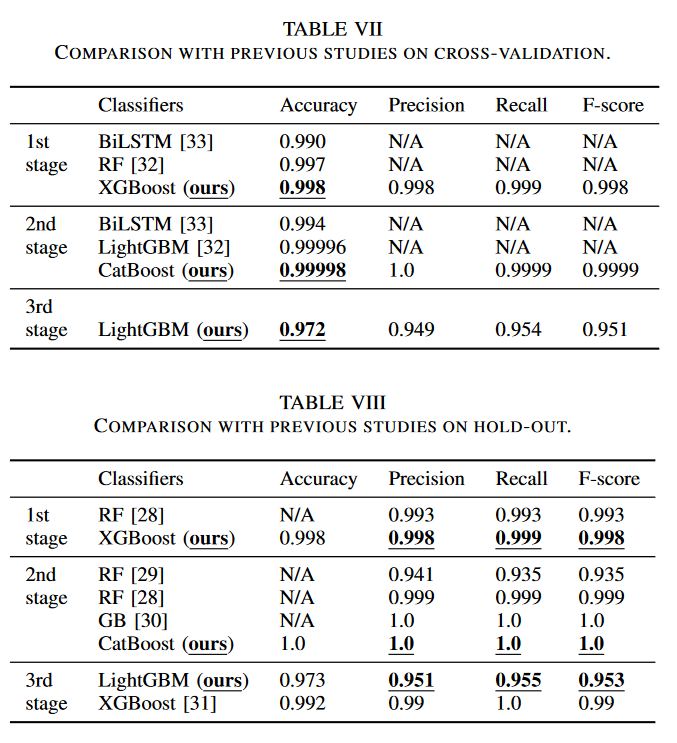 TABLE VII
COMPARISON WITH PREVIOUS STUDIES ON CROSS-VALIDATION.
Classifiers Accuracy Precision Recall F-score
1st BiLSTM [33] 0.990 N/A N/A N/A
stage RF [32] 0.997 N/A N/A N/A
XGBoost (ours) 0.998 0.998 0.999 0.998
2nd BiLSTM [33] 0.994 N/A N/A N/A
stage LightGBM [32] 0.99996 N/A N/A N/A
CatBoost (ours) 0.99998 1.0 0.9999 0.9999
3rd
stage LightGBM (ours) 0.972 0.949 0.954 0.951
TABLE VIII
COMPARISON WITH PREVIOUS STUDIES ON HOLD-OUT.
Classifiers Accuracy Precision Recall F-score
1st RF [28] N/A 0.993 0.993 0.993
stage XGBoost (ours) 0.998 0.998 0.999 0.998
2nd RF [29] N/A 0.941 0.935 0.935
stage RF [28] N/A 0.999 0.999 0.999
GB [30] N/A 1.0 1.0 1.0
CatBoost (ours) 1.0 1.0 1.0 1.0
3rd LightGBM (ours) 0.973 0.951 0.955 0.953
stage XGBoost [31] 0.992 0.99 1.0 0.99